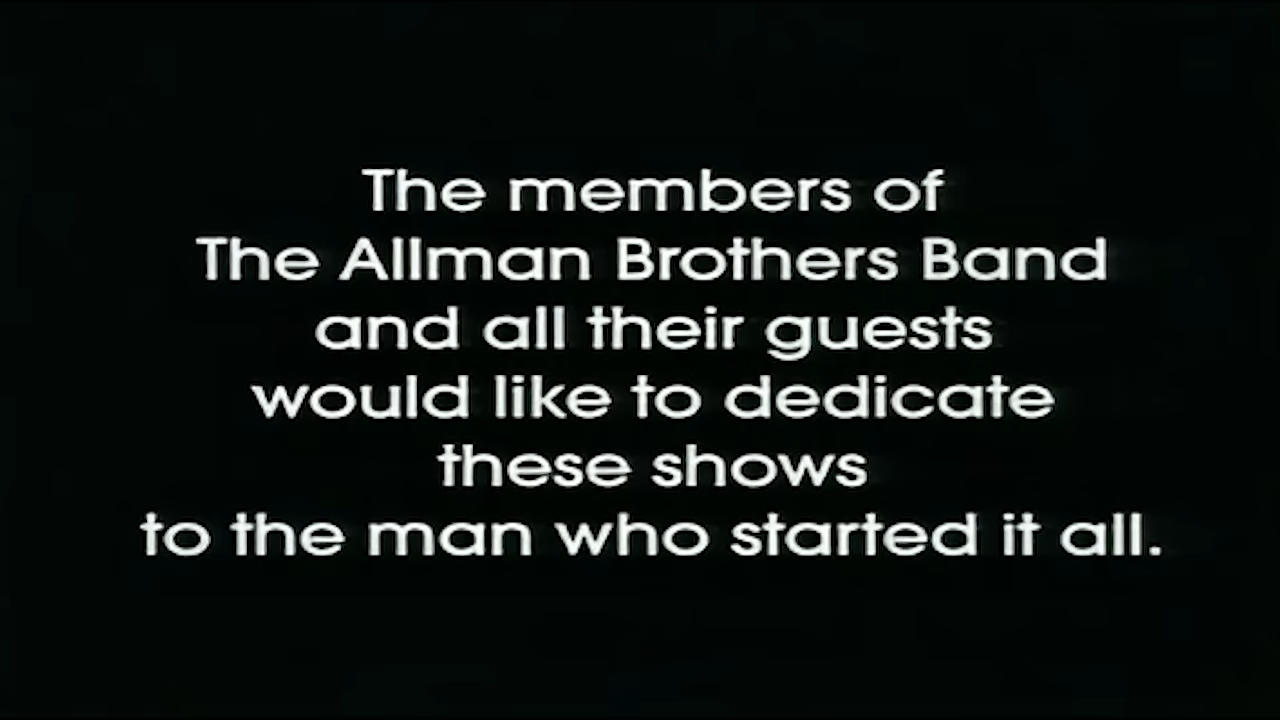 The members of
The Allman Brothers Band
and all their guests
would like to dedicate
these shows
to the man who started it all.